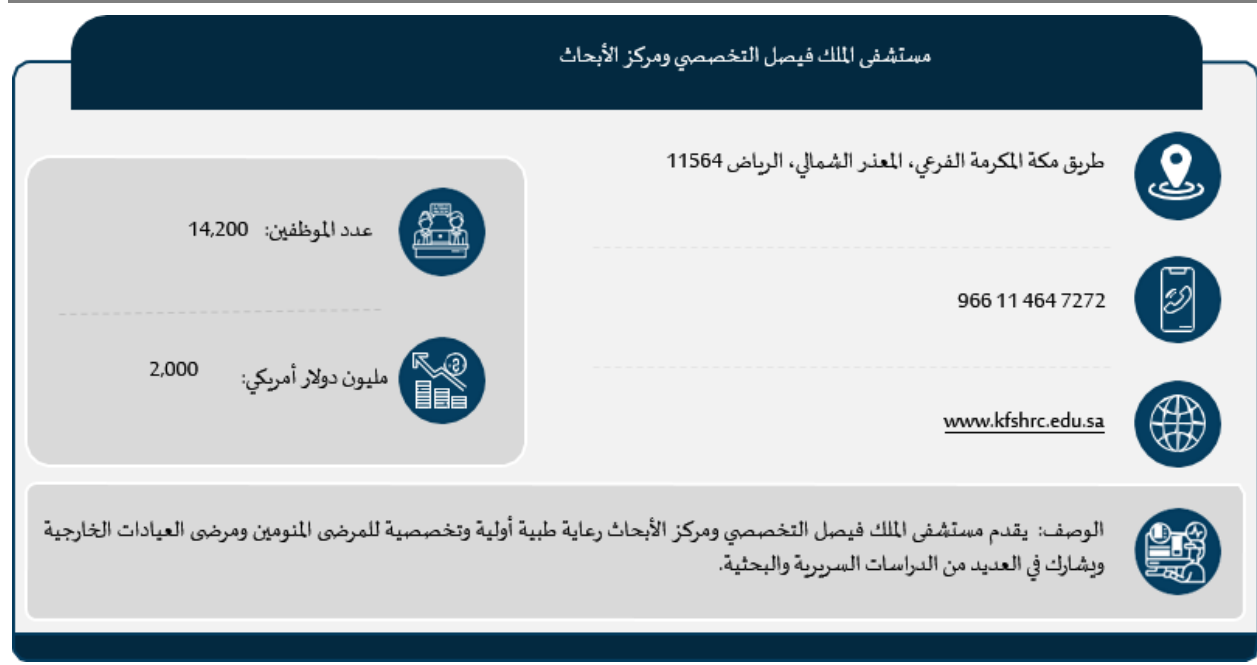 مستشفى الملك فيصل التخصصي ومركز الأبحاث
طريق مكة المكرمة الفرعي، المعذر الشمالي، الرياض 11564
966 11 464 7272
www.kfshrc.edu.sa
عدد الموظفين: 14,200
مليون دولار أمريكي: 2,000
الوصف: يقدم مستشفى الملك فيصل التخصصي ومركز الأبحاث رعاية طبية أولية وتخصصية للمرضى المنومين ومرضى العيادات الخارجية
ويشارك في العديد من الدراسات السريرية والبحثية.